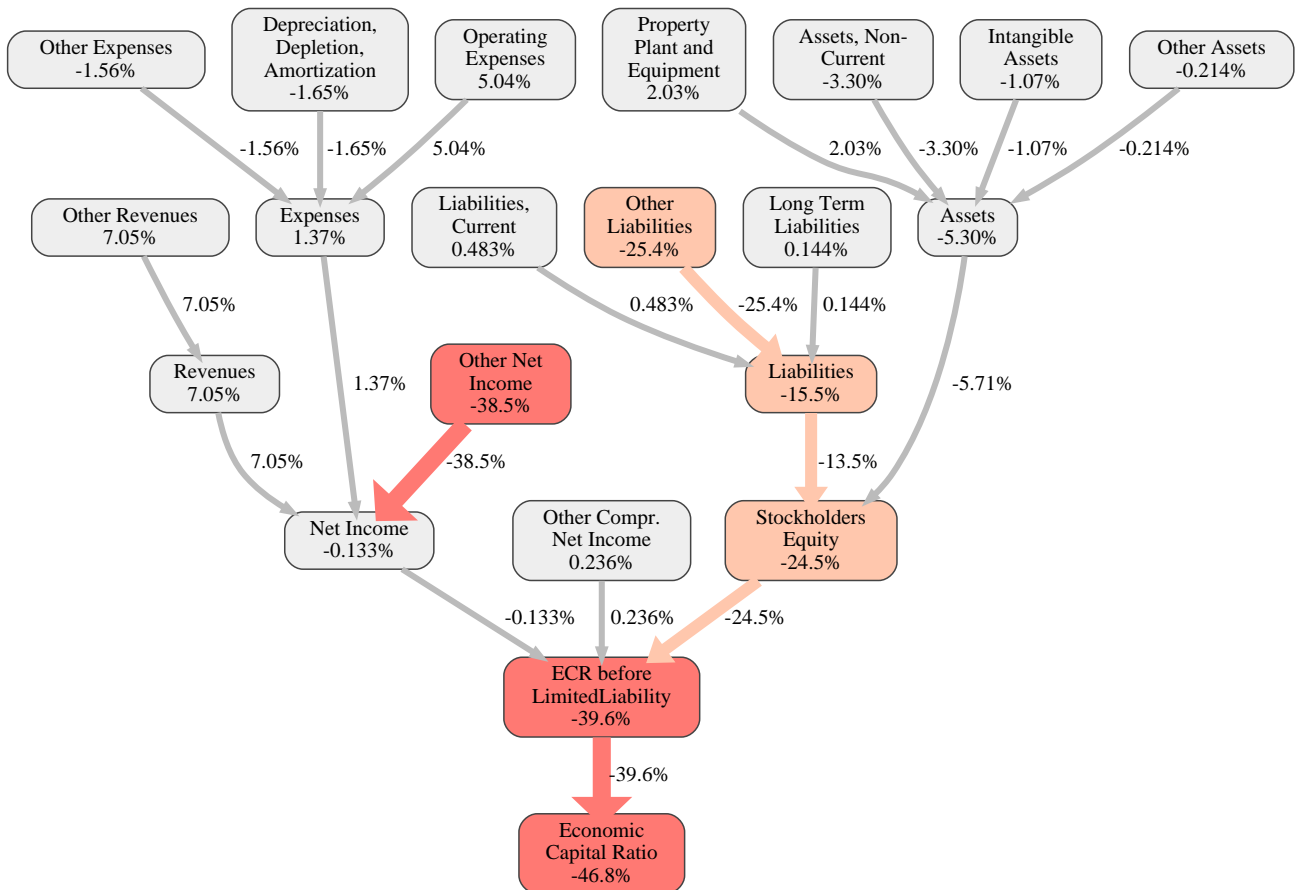 Other Expenses
-1.56%
Depreciation,
Depletion,
Amortization
-1.65%
Operating
Expenses
5.04%
Property
Plant and
Equipment
2.03%
Assets, Non-
Current
-3.30%
Intangible
Assets
-1.07%
Other Assets
-0.214%
-1.56%
-1.65%
5.04%
2.03%
-3.30%
-1.07%
-0.214%
Other Revenues
7.05%
Expenses
1.37%
Liabilities,
Current
0.483%
Other
Liabilities
-25.4%
Long Term
Liabilities
0.144%
Assets
-5.30%
7.05%
0.483%
-25.4%
0.144%
Revenues
7.05%
1.37%
Other Net
Income
-38.5%
Liabilities
-15.5%
-5.71%
7.05%
-38.5%
-13.5%
Net Income
-0.133%
Other Compr.
Net Income
0.236%
Stockholders
Equity
-24.5%
-0.133%
0.236%
-24.5%
ECR before
LimitedLiability
-39.6%
-39.6%
Economic
Capital Ratio
-46.8%